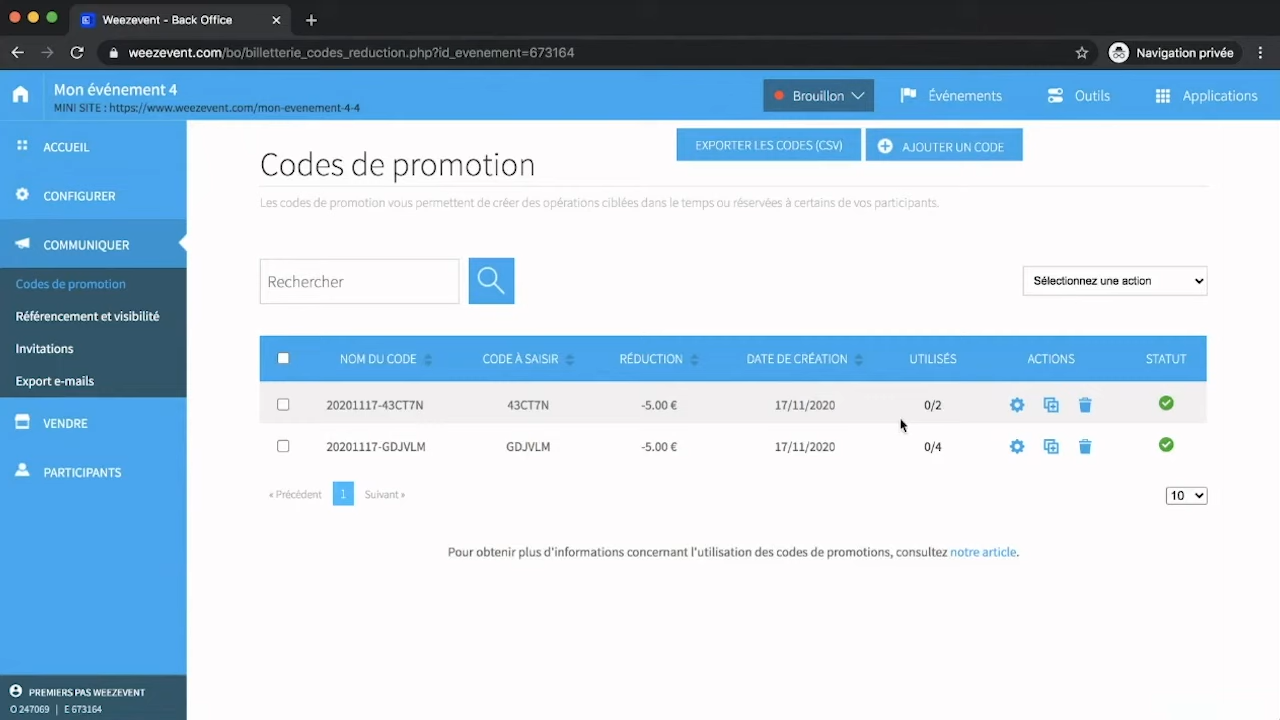 Weezevent - Back Office
weezevent.com/bo/billetterie_codes_reduction.php?id_evenement=673164
Navigation privée
Mon événement 4
MINI SITE : https://www.weezevent.com/mon-evenement-4-4
Brouillon
Événements
Outils
Applications
ACCUEIL
CONFIGURER
COMMUNIQUER
Codes de promotion
Référencement et visibilité
Invitations
Export e-mails
VENDRE
PARTICIPANTS
PREMIERS PAS WEEZEVENT
O 247069 | E 673164
EXPORTER LES CODES (CSV)
AJOUTER UN CODE
Codes de promotion
Les codes de promotion vous permettent de créer des opérations ciblées dans le temps ou réservées à certains de vos participants.
Rechercher
Sélectionnez une action
NOM DU CODE CODE À SAISIR RÉDUCTION DATE DE CRÉATION UTILISÉS ACTIONS STATUT
20201117-43CT7N 43CT7N -5.00 € 17/11/2020 0/2
20201117-GDJVLM GDJVLM -5.00 € 17/11/2020 0/4
« Précédent 1 Suivant »
10
Pour obtenir plus d'informations concernant l'utilisation des codes de promotions, consultez notre article.